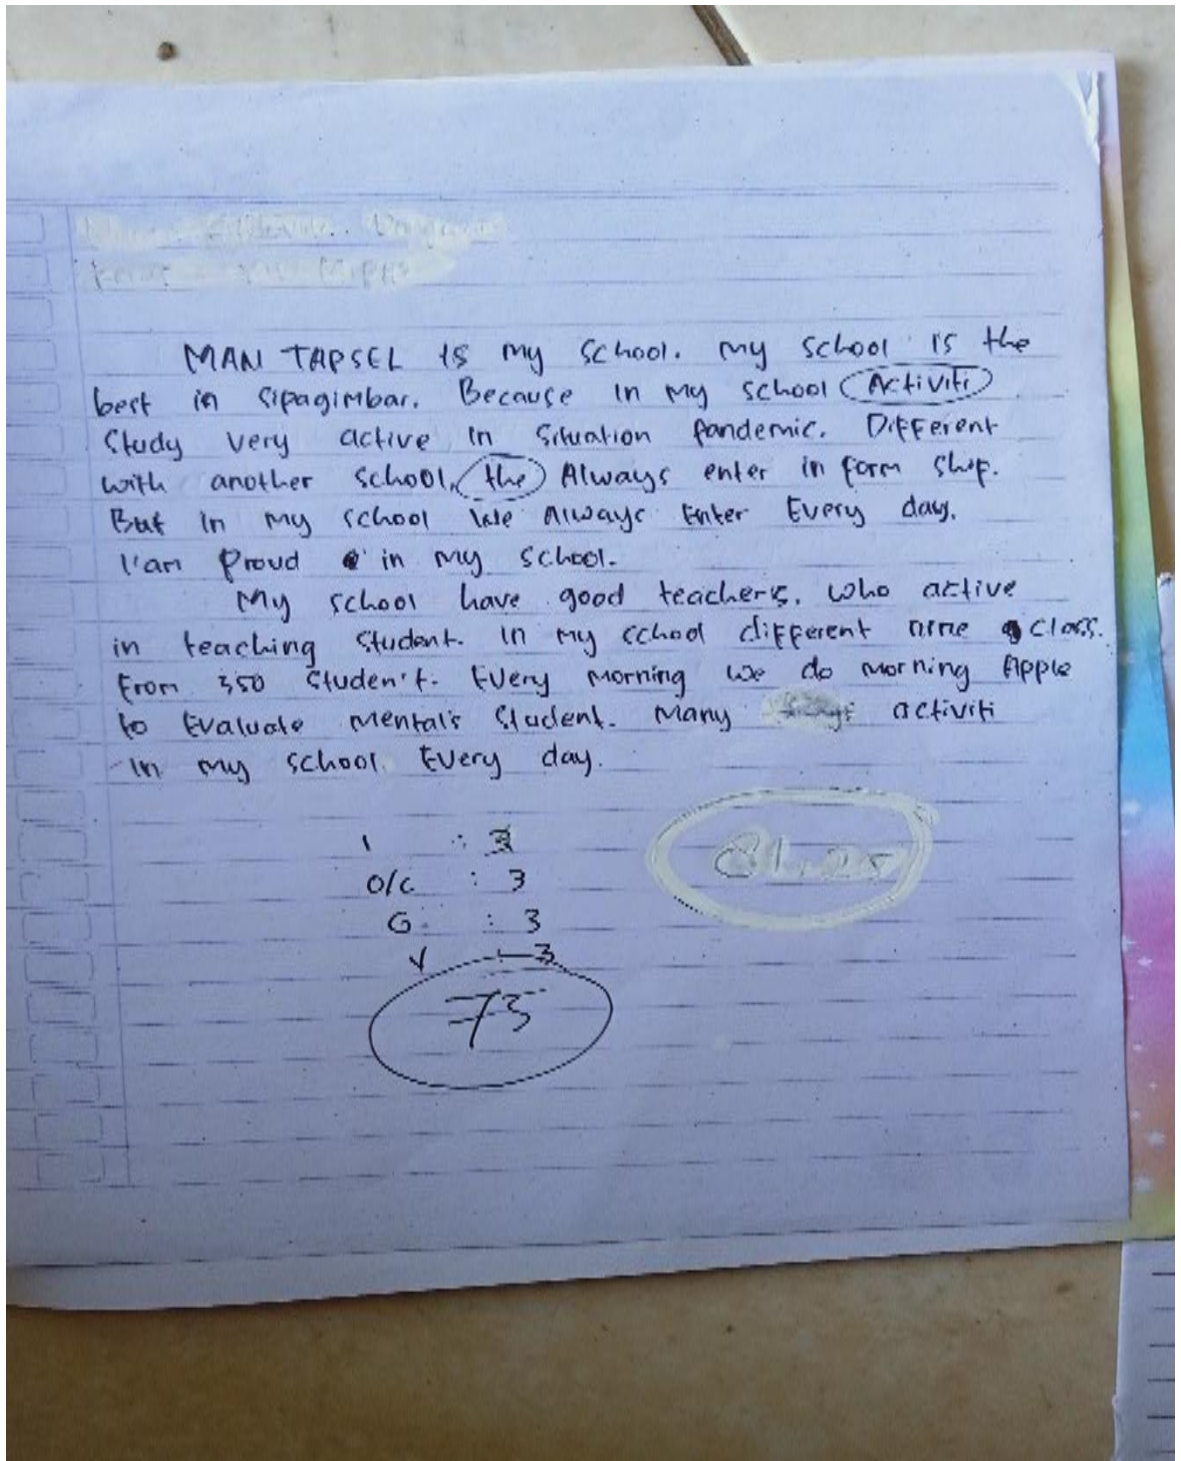 MAN TAPSEL is my school. my school is the
best in sipagimbar. Because in my school Activiti
study very active in situation pandemic. Different
with another school, the Always enter in form ship.
But in my school We Always Enter Every day.
I'am proud in my school.
My school have good teachers. who active
in teaching student. in my school different nine class.
From 350 student. Every morning we do morning Apple
to Evaluate mental's student. Many activiti
in my school. Every day.
1 : 3
O/C : 3
G : 3
V : 3
75